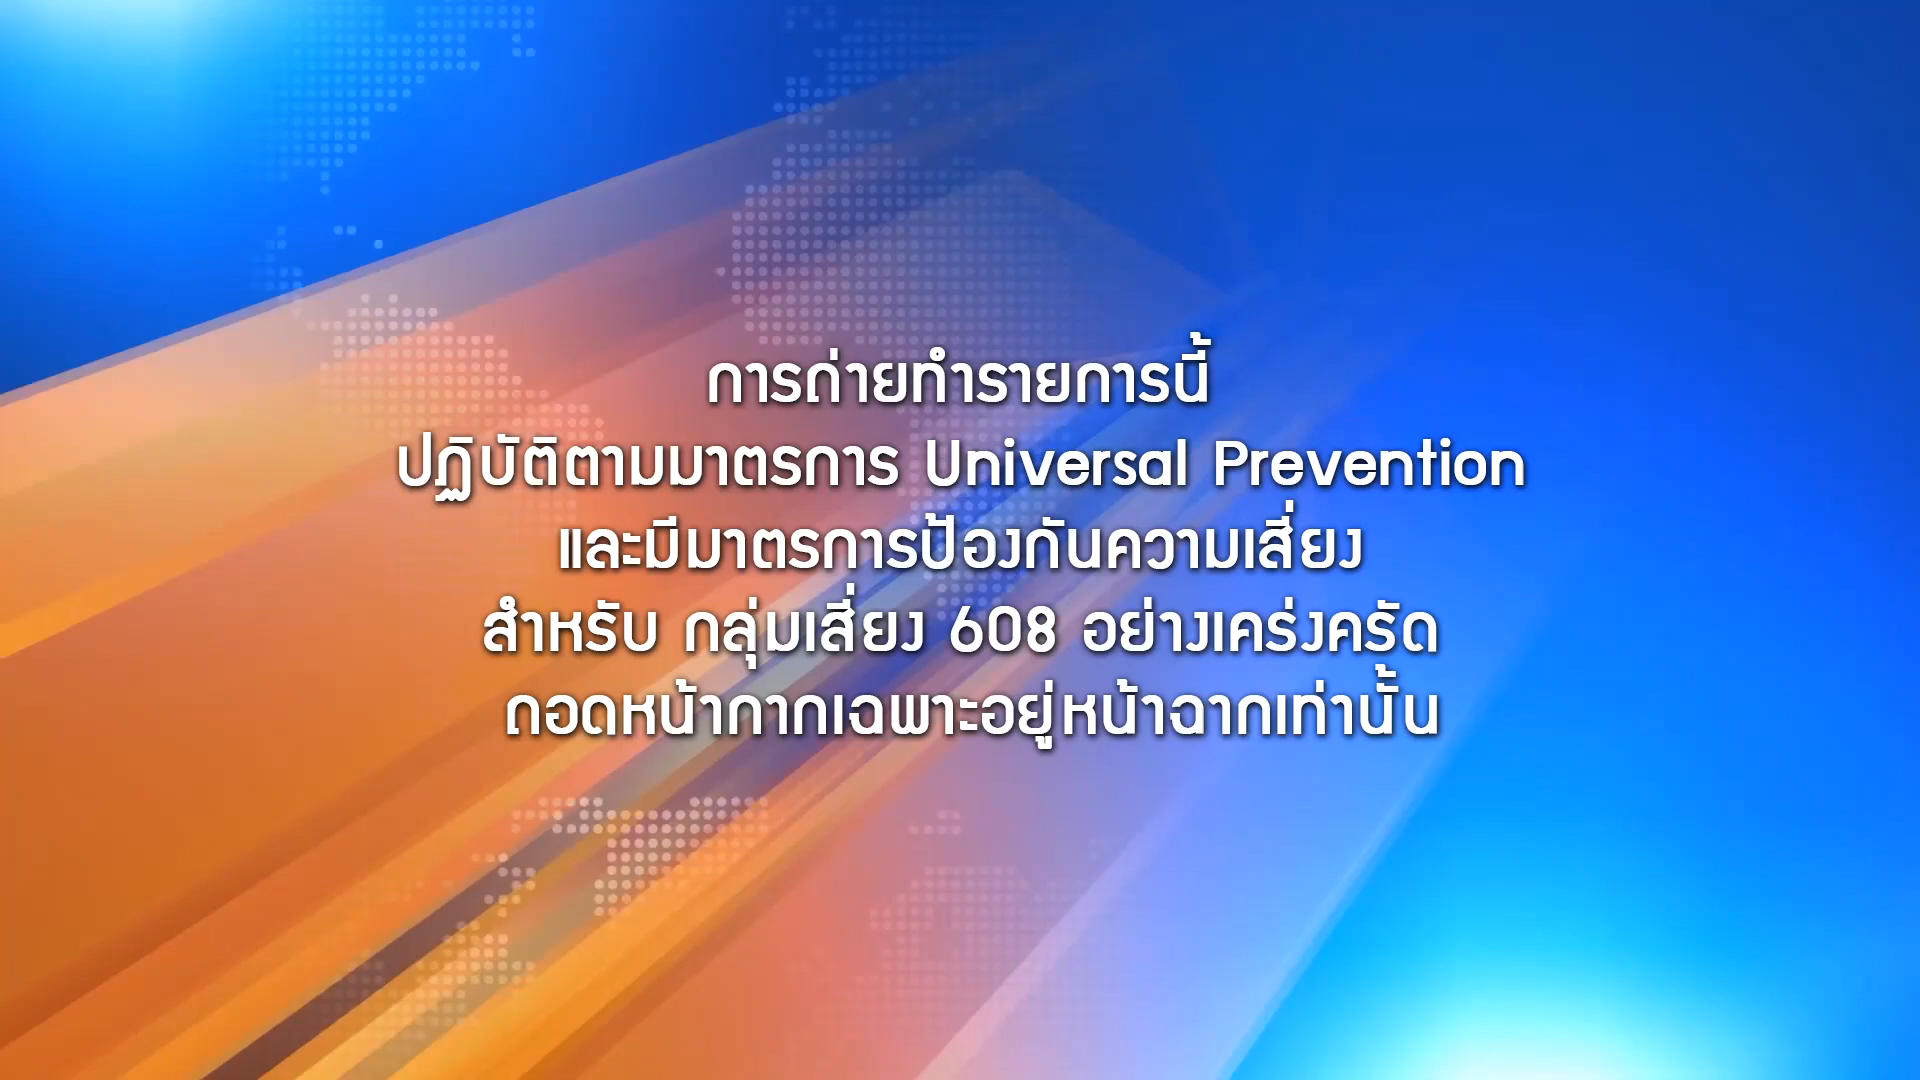 การถ่ายทำรายการนี้
ปฏิบัติตามมาตรการ Universal Prevention
และมีมาตรการป้องกันความเสี่ยง
สำหรับ กลุ่มเสี่ยง 608 อย่างเคร่งครัด
ถอดหน้ากากเฉพาะอยู่หน้าฉากเท่านั้น